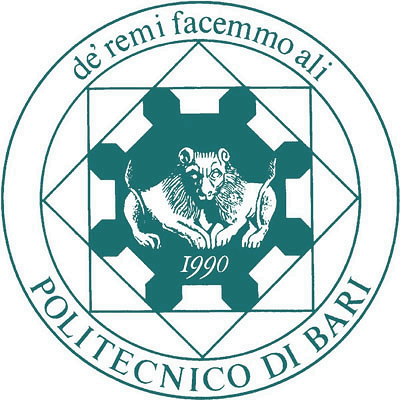 de' remi facemmo ali
1990
POLITECNICO DI BARI